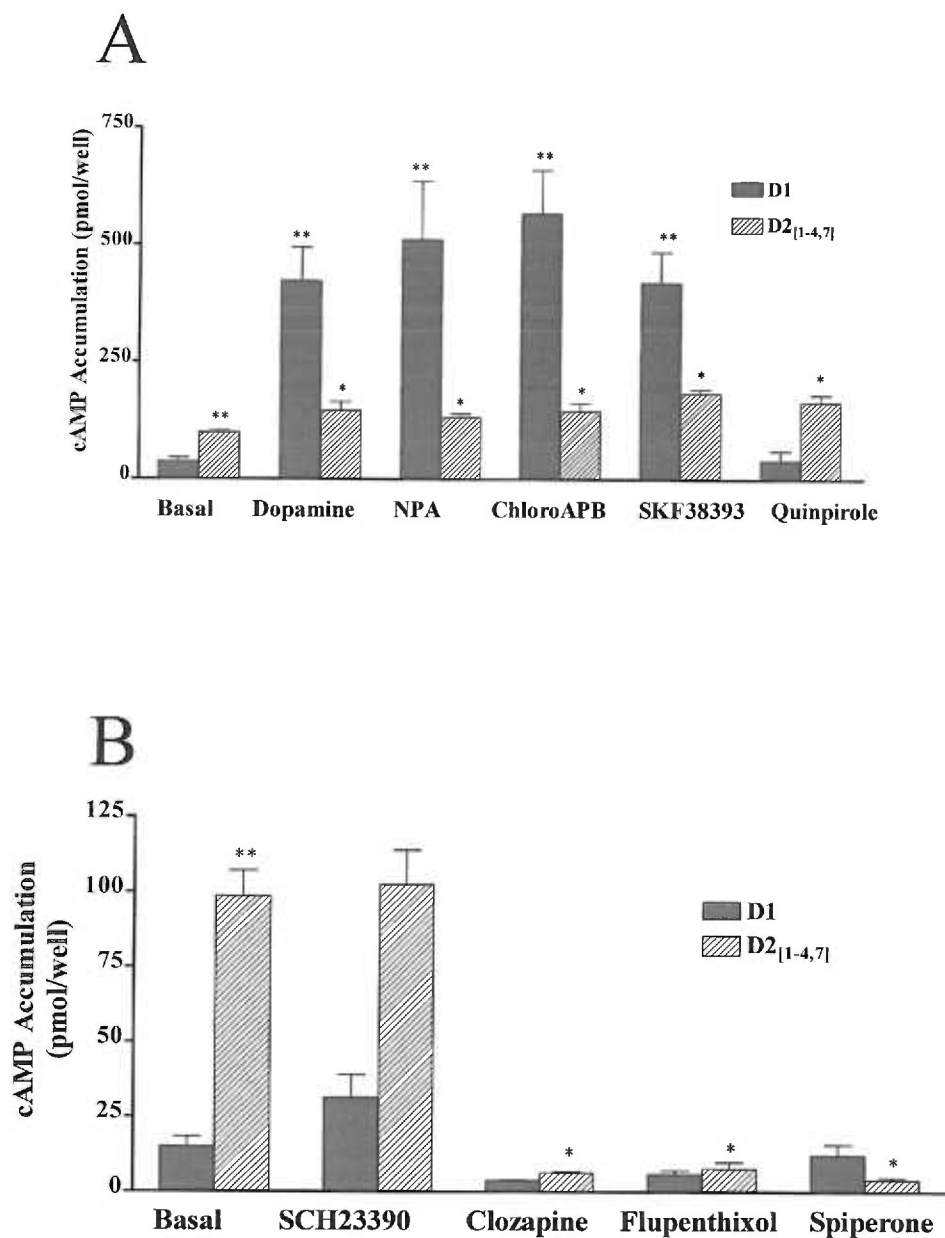 A
cAMP Accumulation (pmol/well)
750
500
250
0
** ** ** ** ** * * * * *
D1
D2[1-4,7]
Basal Dopamine NPA ChloroAPB SKF38393 Quinpirole
B
cAMP Accumulation
(pmol/well)
125
100
75
50
25
0
** * * *
D1
D2[1-4,7]
Basal SCH23390 Clozapine Flupenthixol Spiperone